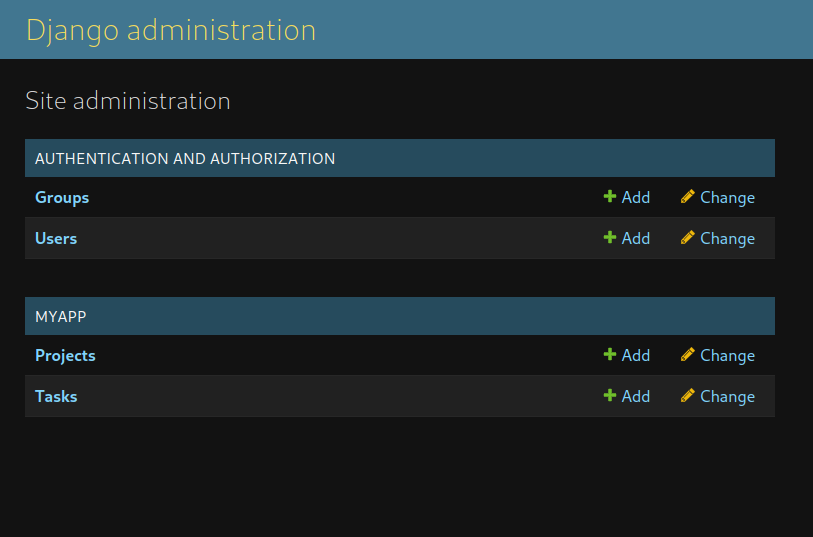 Django administration
Site administration
AUTHENTICATION AND AUTHORIZATION
Groups Add Change
Users Add Change
MYAPP
Projects Add Change
Tasks Add Change